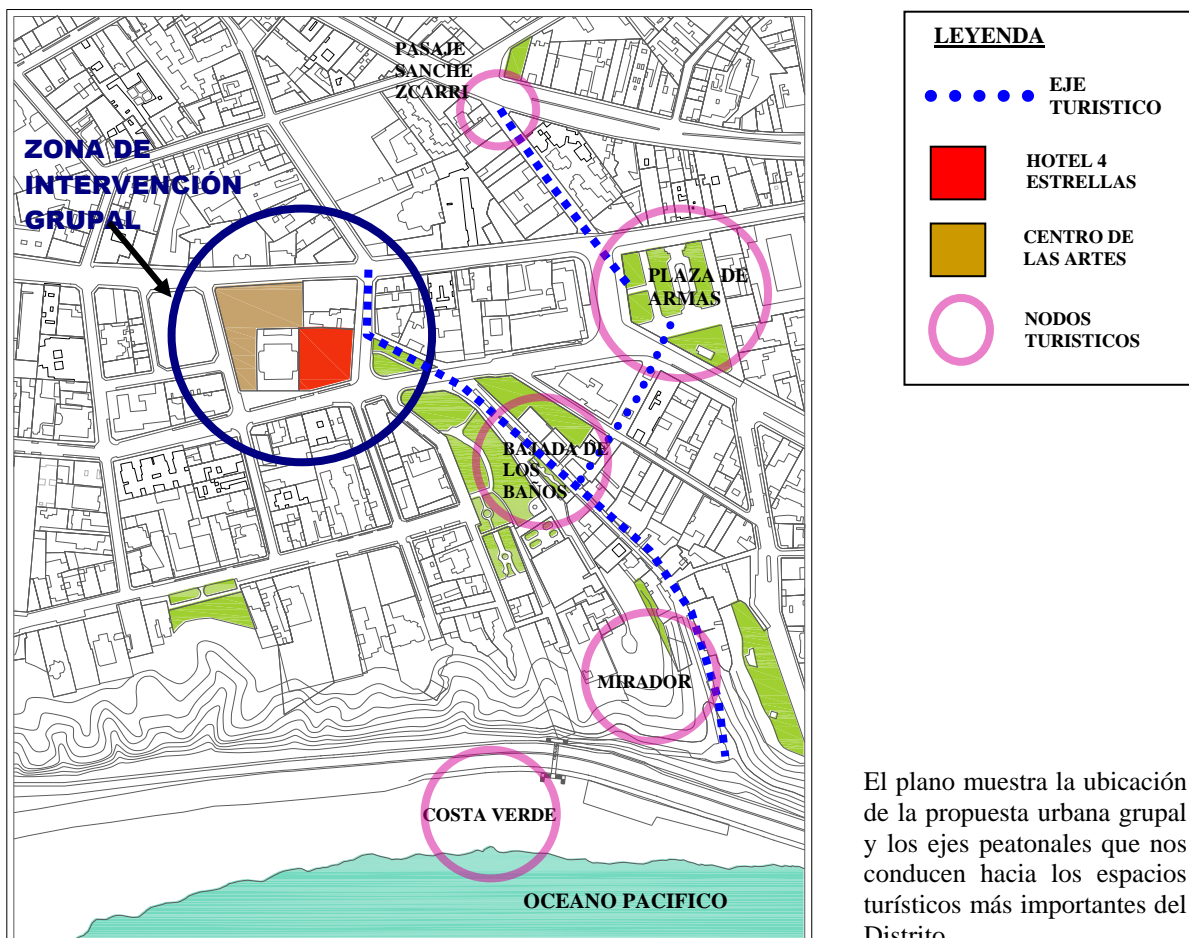 PASAJE
SANCHE
ZCARRI
ZONA DE
INTERVENCIÓN
GRUPAL
PLAZA DE
ARMAS
BAJADA DE
LOS
BAÑOS
MIRADOR
COSTA VERDE
OCEANO PACIFICO
LEYENDA
EJE
TURISTICO
HOTEL 4
ESTRELLAS
CENTRO DE
LAS ARTES
NODOS
TURISTICOS
El plano muestra la ubicación
de la propuesta urbana grupal
y los ejes peatonales que nos
conducen hacia los espacios
turísticos más importantes del
Distrito